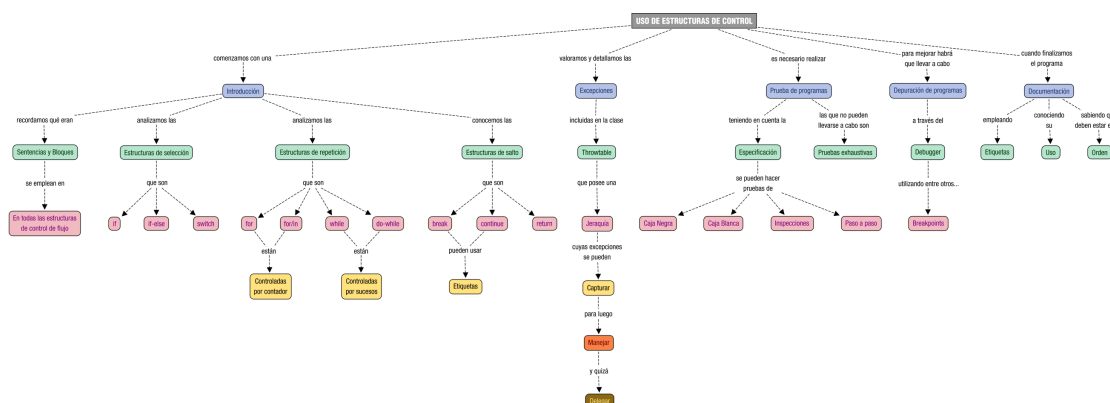 USO DE ESTRUCTURAS DE CONTROL
comenzamos con una
valoramos y detallamos las
es necesario realizar
para mejorar habrá
que llevar a cabo
cuando finalizamos
el programa
Introducción
Excepciones
Prueba de programas
Depuración de programas
Documentación
recordamos qué eran
analizamos las
analizamos las
conocemos las
incluidas en la clase
teniendo en cuenta la
las que no pueden
llevarse a cabo son
a través del
empleando
conociendo
su
sabiendo q
deben estar e
Sentencias y Bloques
Estructuras de selección
Estructuras de repetición
Estructuras de salto
Throwtable
Especificación
Pruebas exhaustivas
Debugger
Etiquetas
Uso
Orden
se emplean en
que son
que son
que son
que posee una
se pueden hacer
pruebas de
utilizando entre otros...
En todas las estructuras
de control de flujo
if
if-else
switch
for
for/in
while
do-while
break
continue
return
Jeraquia
Caja Negra
Caja Blanca
Inspecciones
Paso a paso
Breakpoints
están
están
pueden usar
cuyas excepciones
se pueden
Controladas
por contador
Controladas
por sucesos
Etiquetas
Capturar
para luego
Manejar
y quizá
Delegar